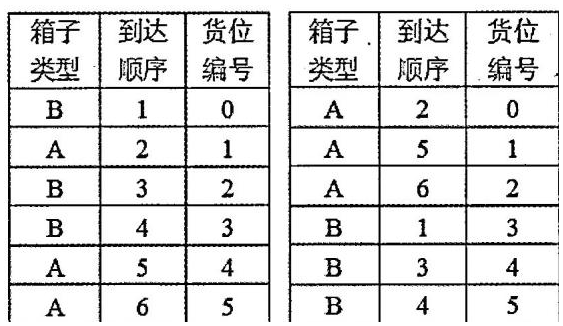 箱子 到达 货位 箱子 到达 货位
类型 顺序 编号 类型 顺序 编号
B 1 0 A 2 0
A 2 1 A 5 1
B 3 2 A 6 2
B 4 3 B 1 3
A 5 4 B 3 4
A 6 5 B 4 5